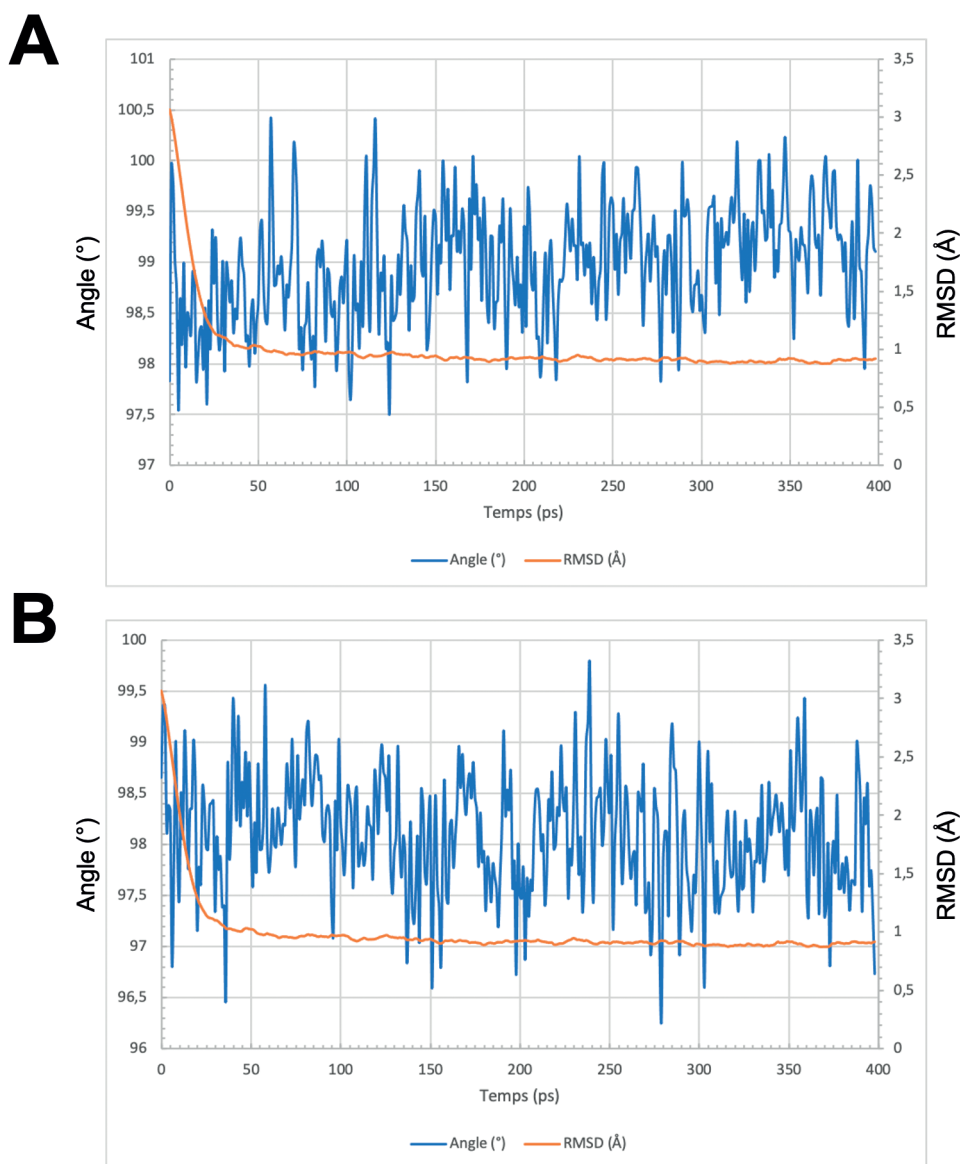 A
101
100,5
100
99,5
99
98,5
98
97,5
97
3,5
3
2,5
2
1,5
1
0,5
0
Angle (°)
RMSD (Å)
0 50 100 150 200 250 300 350 400
Temps (ps)
Angle (°) RMSD (Å)
B
100
99,5
99
98,5
98
97,5
97
96,5
96
3,5
3
2,5
2
1,5
1
0,5
0
Angle (°)
RMSD (Å)
0 50 100 150 200 250 300 350 400
Temps (ps)
Angle (°) RMSD (Å)